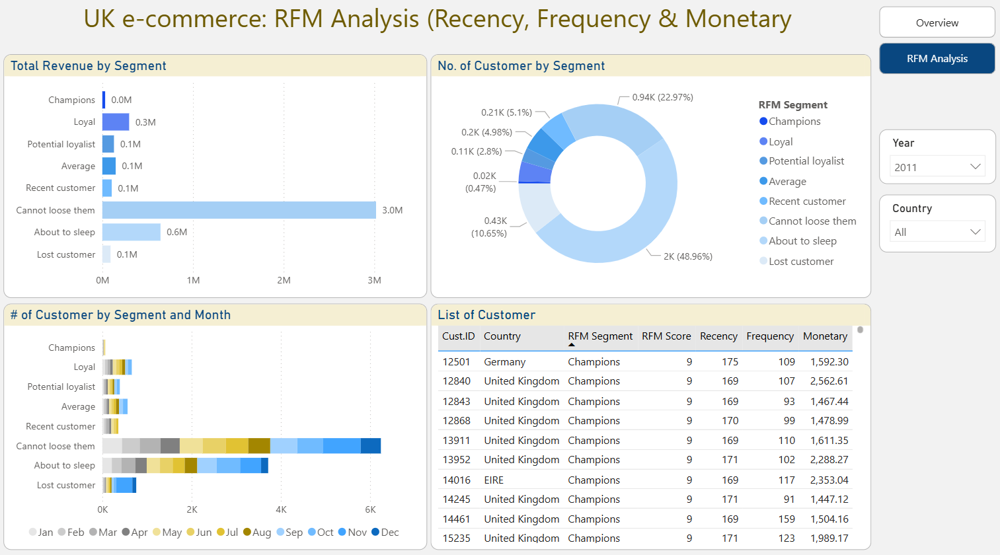 UK e-commerce: RFM Analysis (Recency, Frequency & Monetary
Overview
RFM Analysis
Year
2011
Country
All
Total Revenue by Segment
Champions 0.0M
Loyal 0.3M
Potential loyalist 0.1M
Average 0.1M
Recent customer 0.1M
Cannot loose them 3.0M
About to sleep 0.6M
Lost customer 0.1M
0M 1M 2M 3M
No. of Customer by Segment
0.94K (22.97%)
0.21K (5.1%)
0.2K (4.98%)
0.11K (2.8%)
0.02K
(0.47%)
0.43K
(10.65%)
2K (48.96%)
RFM Segment
Champions
Loyal
Potential loyalist
Average
Recent customer
Cannot loose them
About to sleep
Lost customer
# of Customer by Segment and Month
Champions
Loyal
Potential loyalist
Average
Recent customer
Cannot loose them
About to sleep
Lost customer
0K 2K 4K 6K
Jan Feb Mar Apr May Jun Jul Aug Sep Oct Nov Dec
List of Customer
Cust.ID Country RFM Segment RFM Score Recency Frequency Monetary
12501 Germany Champions 9 175 109 1,592.30
12840 United Kingdom Champions 9 169 107 2,562.61
12843 United Kingdom Champions 9 169 93 1,467.44
12868 United Kingdom Champions 9 170 99 1,478.99
13911 United Kingdom Champions 9 169 110 1,611.35
13952 United Kingdom Champions 9 171 102 2,288.27
14016 EIRE Champions 9 169 117 2,353.04
14245 United Kingdom Champions 9 171 91 1,447.12
14461 United Kingdom Champions 9 169 159 1,504.16
15235 United Kingdom Champions 9 171 123 1,989.17